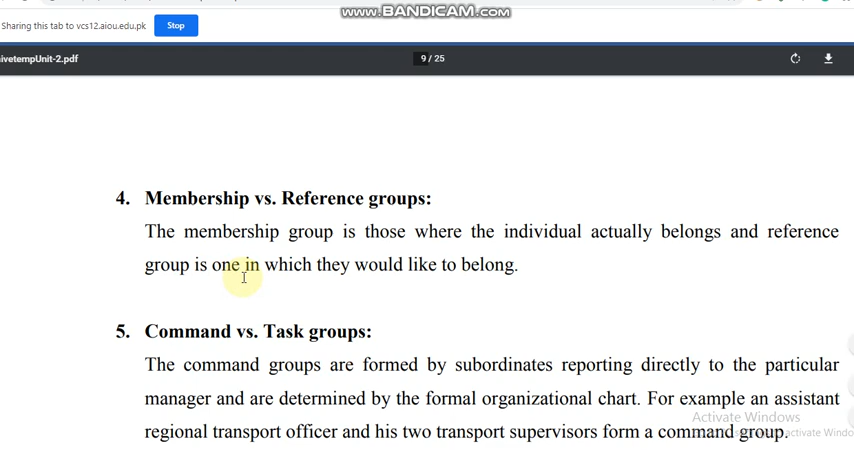 www.BANDICAM.com
Sharing this tab to vcs12.aiou.edu.pk Stop
ivetempUnit-2.pdf 9 / 25
4. Membership vs. Reference groups:
The membership group is those where the individual actually belongs and reference
group is one in which they would like to belong.
5. Command vs. Task groups:
The command groups are formed by subordinates reporting directly to the particular
manager and are determined by the formal organizational chart. For example an assistant
Activate Windows
regional transport officer and his two transport supervisors form a command group.
activate Windo